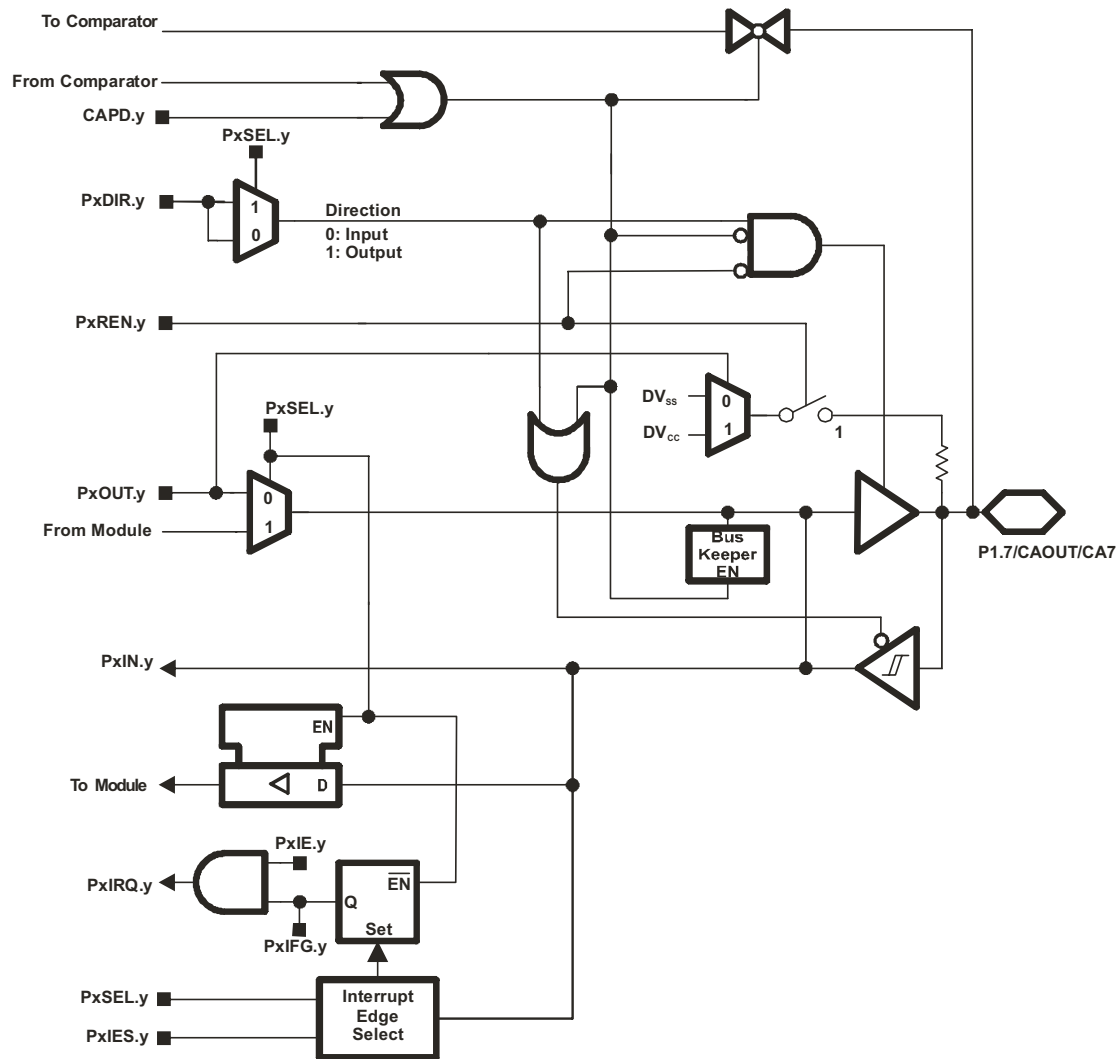 To Comparator
From Comparator
CAPD.y
PxSEL.y
PxDIR.y
1
0
Direction
0: Input
1: Output
PxREN.y
PxSEL.y
DVSS
0
DVCC
1
1
PxOUT.y
0
From Module
1
Bus
Keeper
EN
P1.7/CAOUT/CA7
PxIN.y
EN
To Module
D
PxIE.y
PxIRQ.y
EN
Q
Set
PxIFG.y
PxSEL.y
PxIES.y
Interrupt
Edge
Select